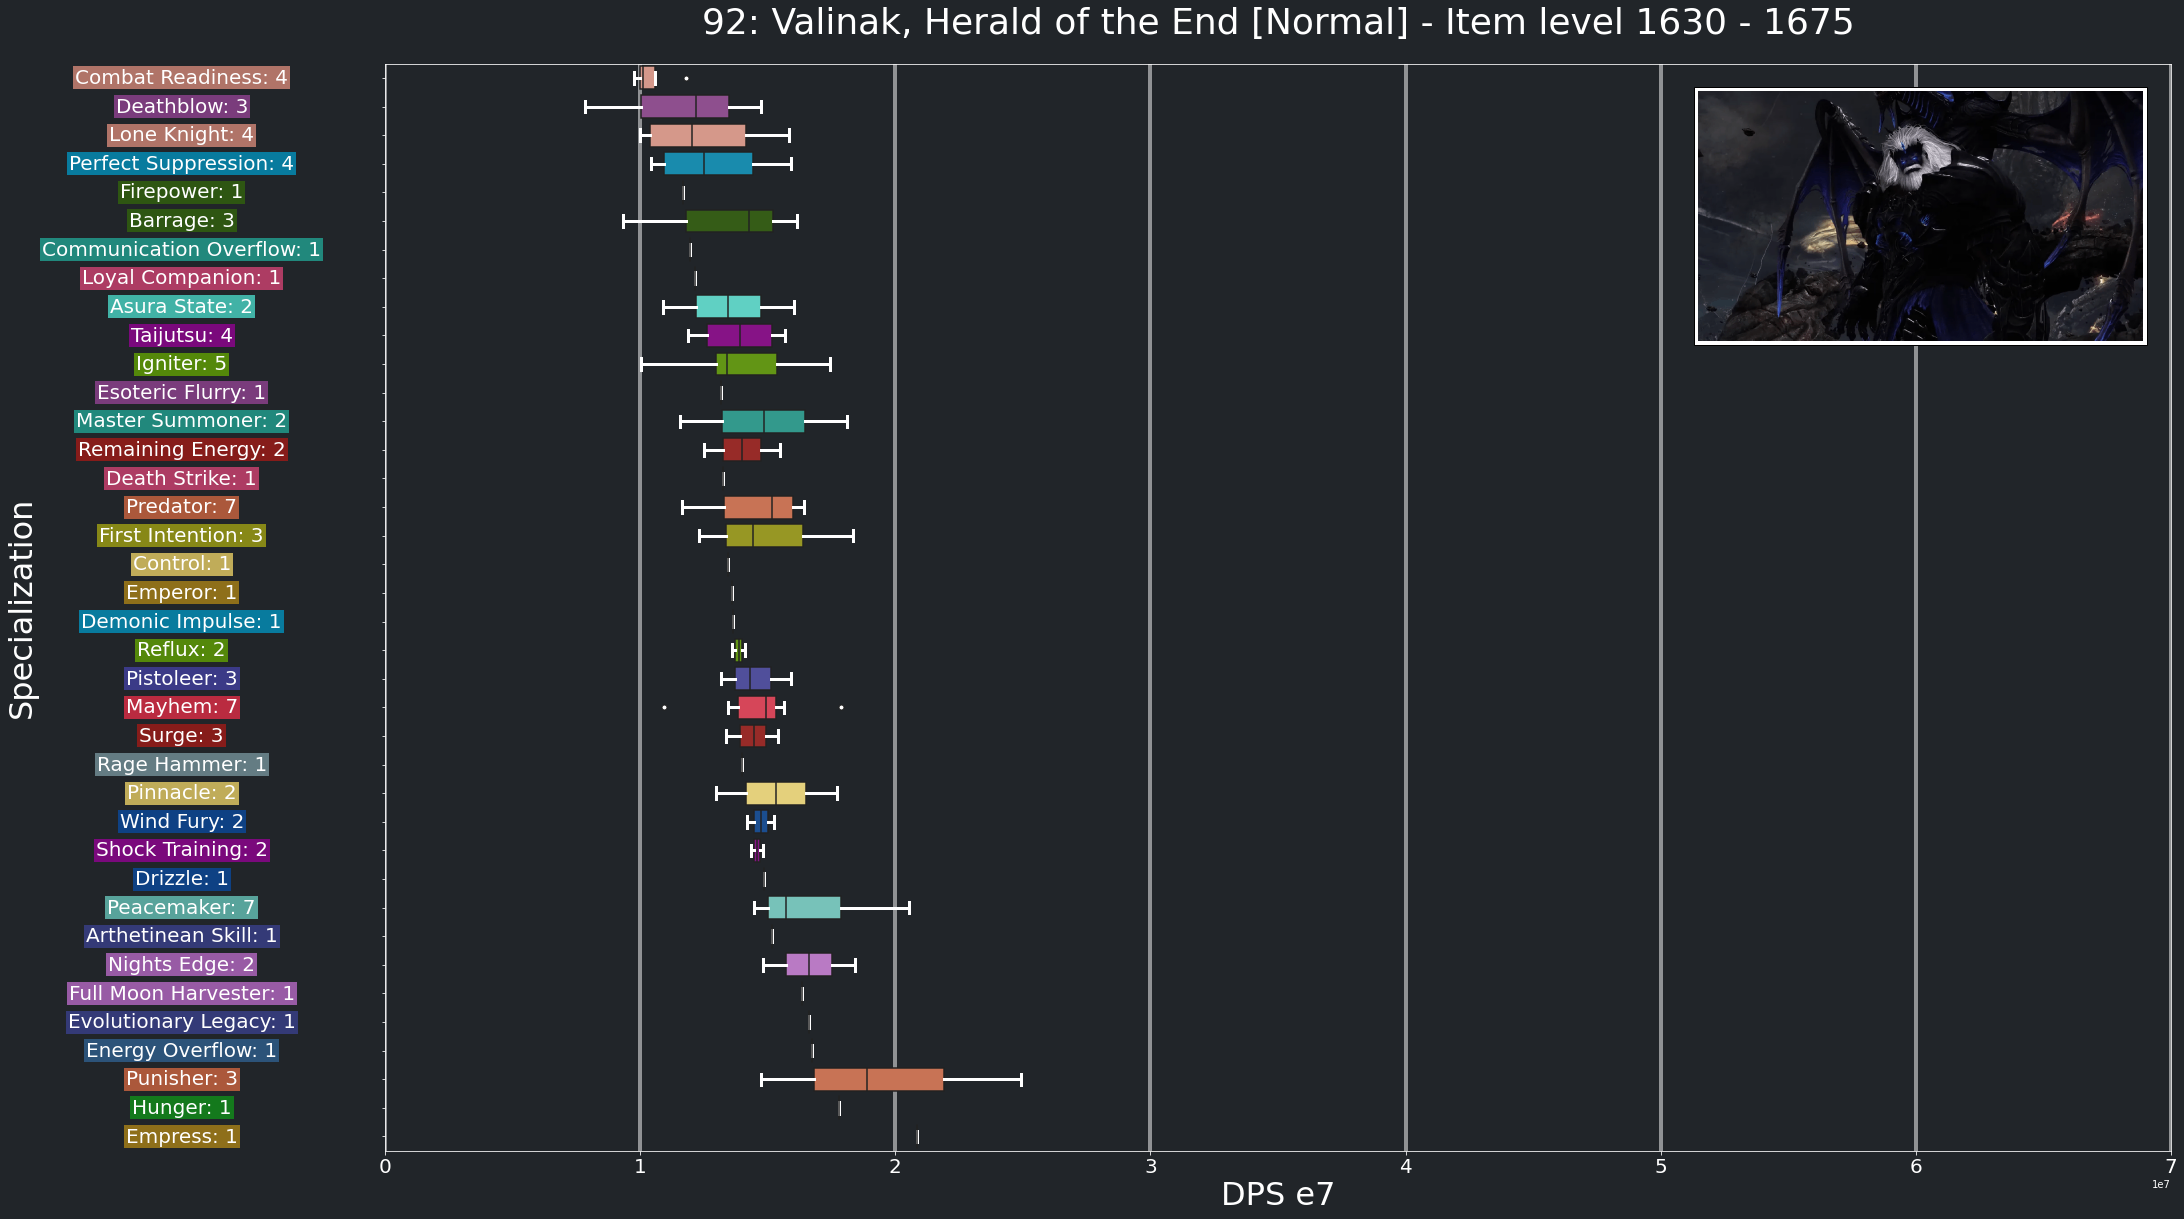 92: Valinak, Herald of the End [Normal] - Item level 1630 - 1675
Specialization
Combat Readiness: 4
Deathblow: 3
Lone Knight: 4
Perfect Suppression: 4
Firepower: 1
Barrage: 3
Communication Overflow: 1
Loyal Companion: 1
Asura State: 2
Taijutsu: 4
Igniter: 5
Esoteric Flurry: 1
Master Summoner: 2
Remaining Energy: 2
Death Strike: 1
Predator: 7
First Intention: 3
Control: 1
Emperor: 1
Demonic Impulse: 1
Reflux: 2
Pistoleer: 3
Mayhem: 7
Surge: 3
Rage Hammer: 1
Pinnacle: 2
Wind Fury: 2
Shock Training: 2
Drizzle: 1
Peacemaker: 7
Arthetinean Skill: 1
Nights Edge: 2
Full Moon Harvester: 1
Evolutionary Legacy: 1
Energy Overflow: 1
Punisher: 3
Hunger: 1
Empress: 1
0 1 2 3 4 5 6 7
1e7
DPS e7